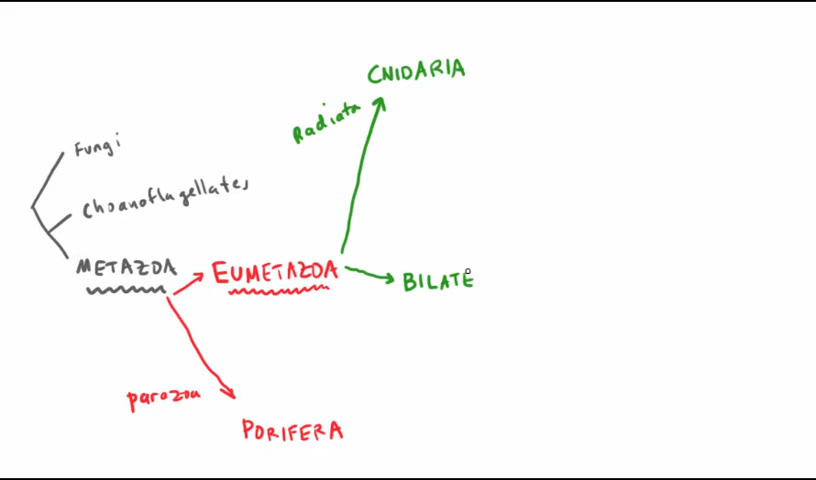 CNIDARIA
Radiata
Fungi
Choanoflagellates
METAZOA
EUMETAZOA
BILATE
parazoa
PORIFERA